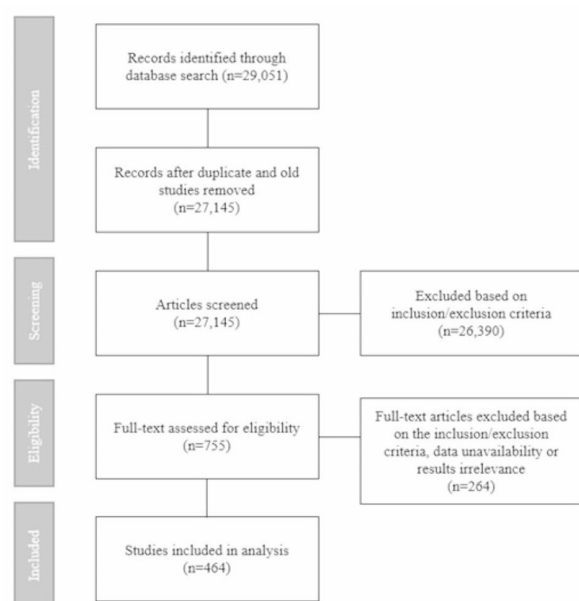 Identification
Records identified through
database search (n=29,051)
Records after duplicate and old
studies removed
(n=27,145)
Screening
Articles screened
(n=27,145)
Excluded based on
inclusion/exclusion criteria
(n=26,390)
Eligibility
Full-text assessed for eligibility
(n=755)
Full-text articles excluded based
on the inclusion/exclusion
criteria, data unavailability or
results irrelevance
(n=264)
Included
Studies included in analysis
(n=464)